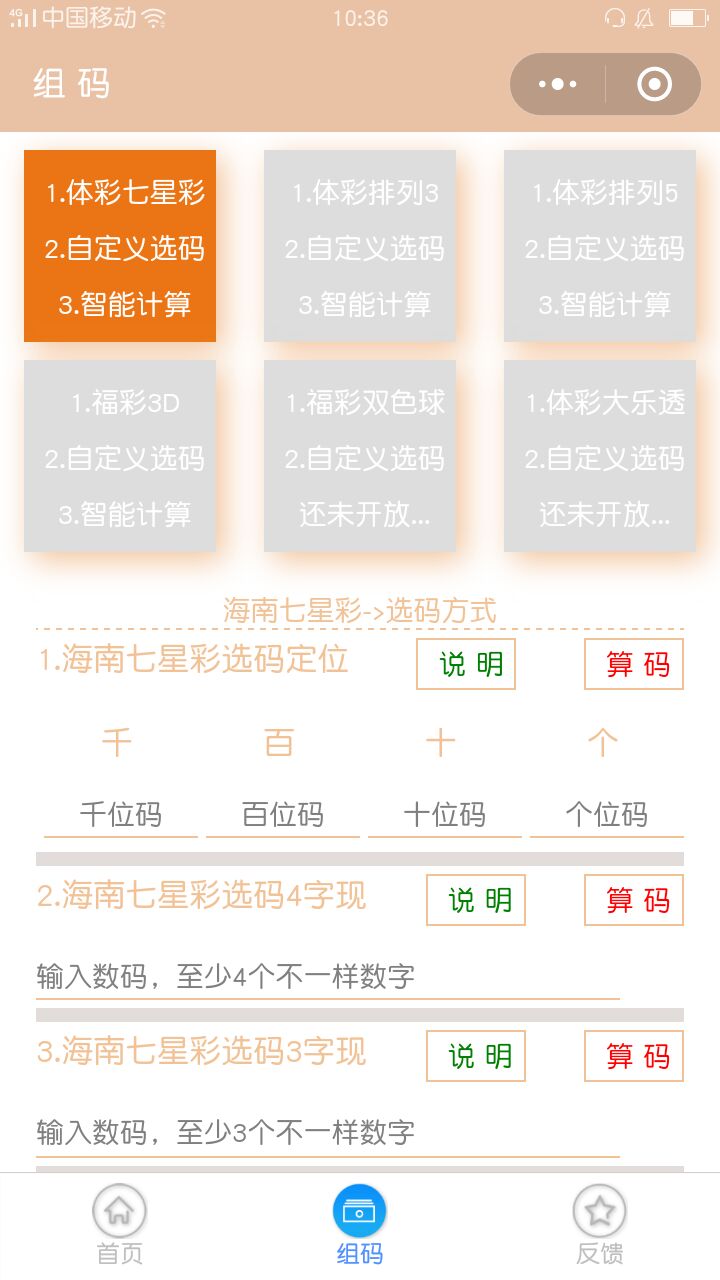 4G 中国移动 10:36
组 码
1.体彩七星彩
2.自定义选码
3.智能计算
1.体彩排列3
2.自定义选码
3.智能计算
1.体彩排列5
2.自定义选码
3.智能计算
1.福彩3D
2.自定义选码
3.智能计算
1.福彩双色球
2.自定义选码
还未开放...
1.体彩大乐透
2.自定义选码
还未开放...
海南七星彩->选码方式
1.海南七星彩选码定位 说 明 算 码
千 百 十 个
千位码 百位码 十位码 个位码
2.海南七星彩选码4字现 说 明 算 码
输入数码，至少4个不一样数字
3.海南七星彩选码3字现 说 明 算 码
输入数码，至少3个不一样数字
首页 组码 反馈